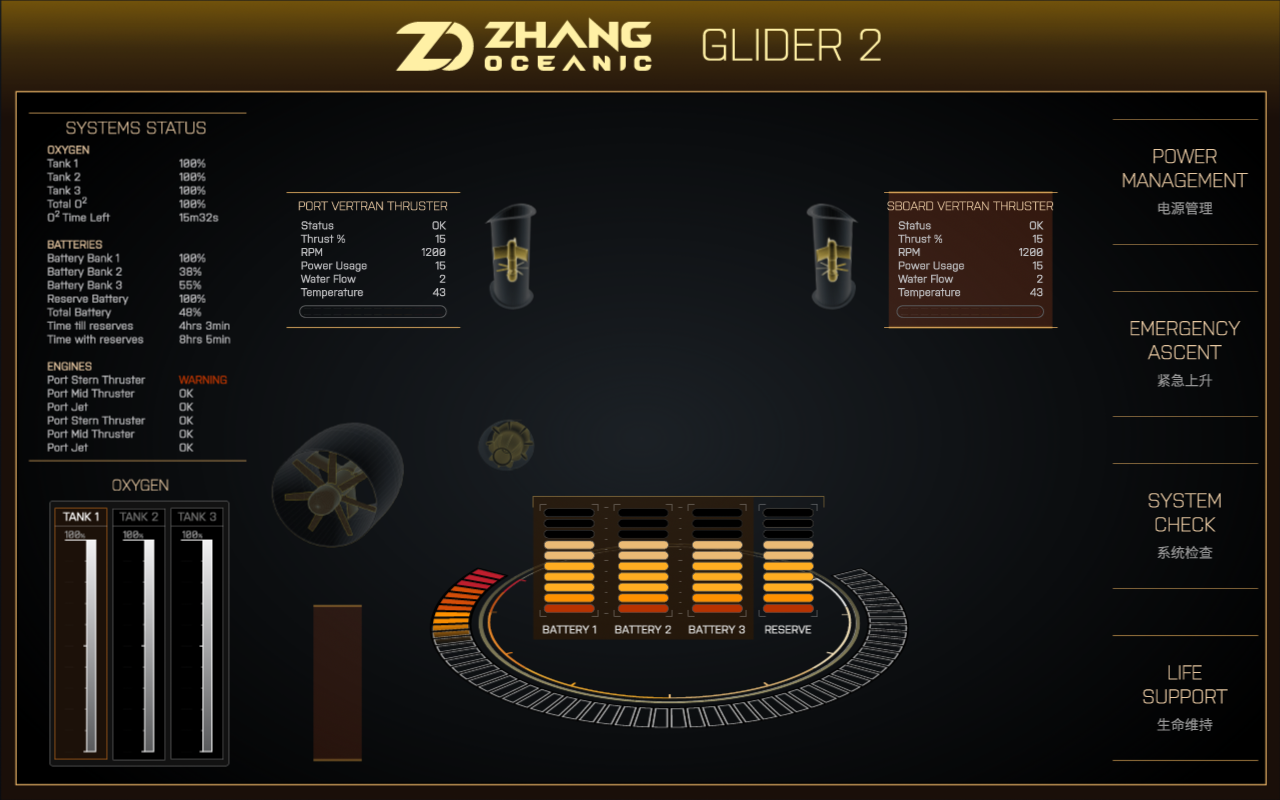 ZHANG
OCEANIC
GLIDER 2
SYSTEMS STATUS
OXYGEN
Tank 1 100%
Tank 2 100%
Tank 3 100%
Total O² 100%
O² Time Left 15m32s
BATTERIES
Battery Bank 1 100%
Battery Bank 2 38%
Battery Bank 3 55%
Reserve Battery 100%
Total Battery 48%
Time till reserves 4hrs 3min
Time with reserves 8hrs 5min
ENGINES
Port Stern Thruster WARNING
Port Mid Thruster OK
Port Jet OK
Port Stern Thruster OK
Port Mid Thruster OK
Port Jet OK
OXYGEN
TANK 1 TANK 2 TANK 3
100% 100% 100%
PORT VERTRAN THRUSTER
Status OK
Thrust % 15
RPM 1200
Power Usage 15
Water Flow 2
Temperature 43
SBOARD VERTRAN THRUSTER
Status OK
Thrust % 15
RPM 1200
Power Usage 15
Water Flow 2
Temperature 43
BATTERY 1 BATTERY 2 BATTERY 3 RESERVE
POWER
MANAGEMENT
电源管理
EMERGENCY
ASCENT
紧急上升
SYSTEM
CHECK
系统检查
LIFE
SUPPORT
生命维持